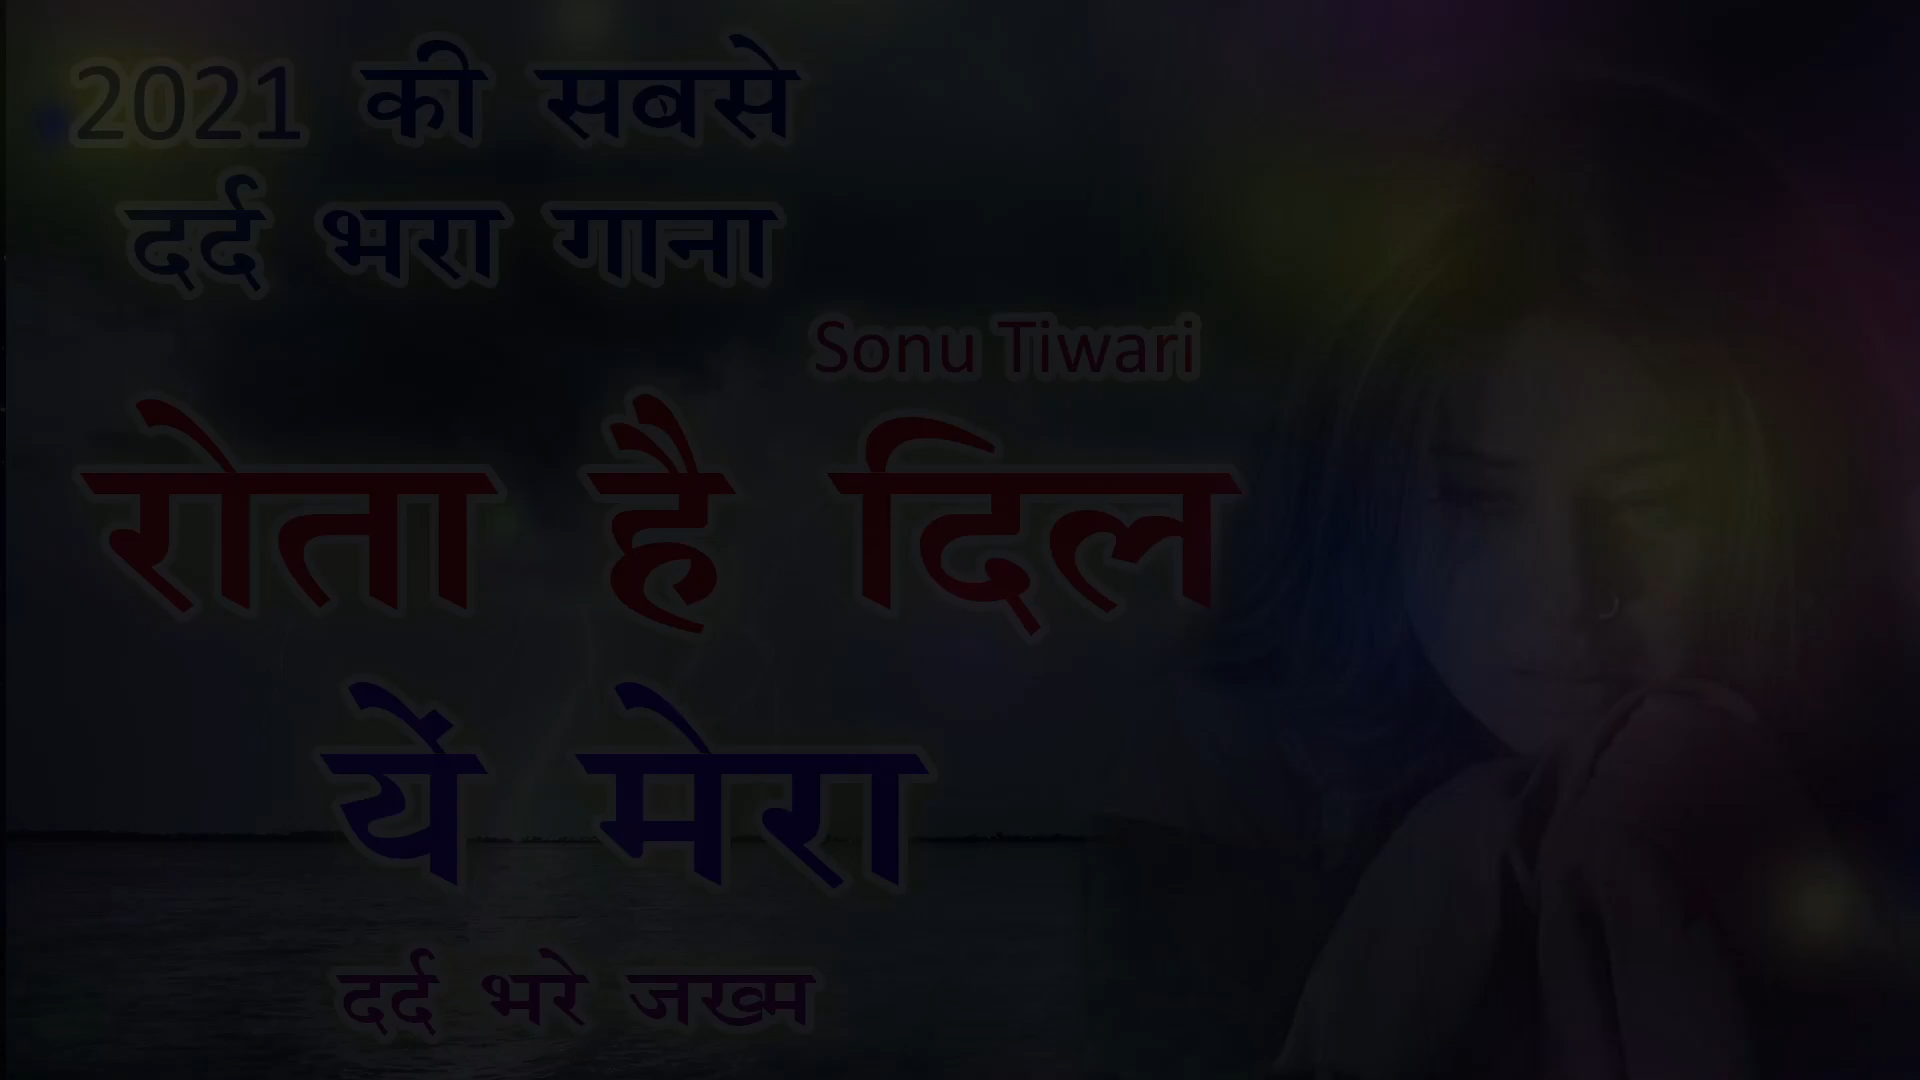 2021 की सबसे
दर्द भरा गाना
Sonu Tiwari
रोता है दिल
यें मेरा
दर्द भरे जख्म